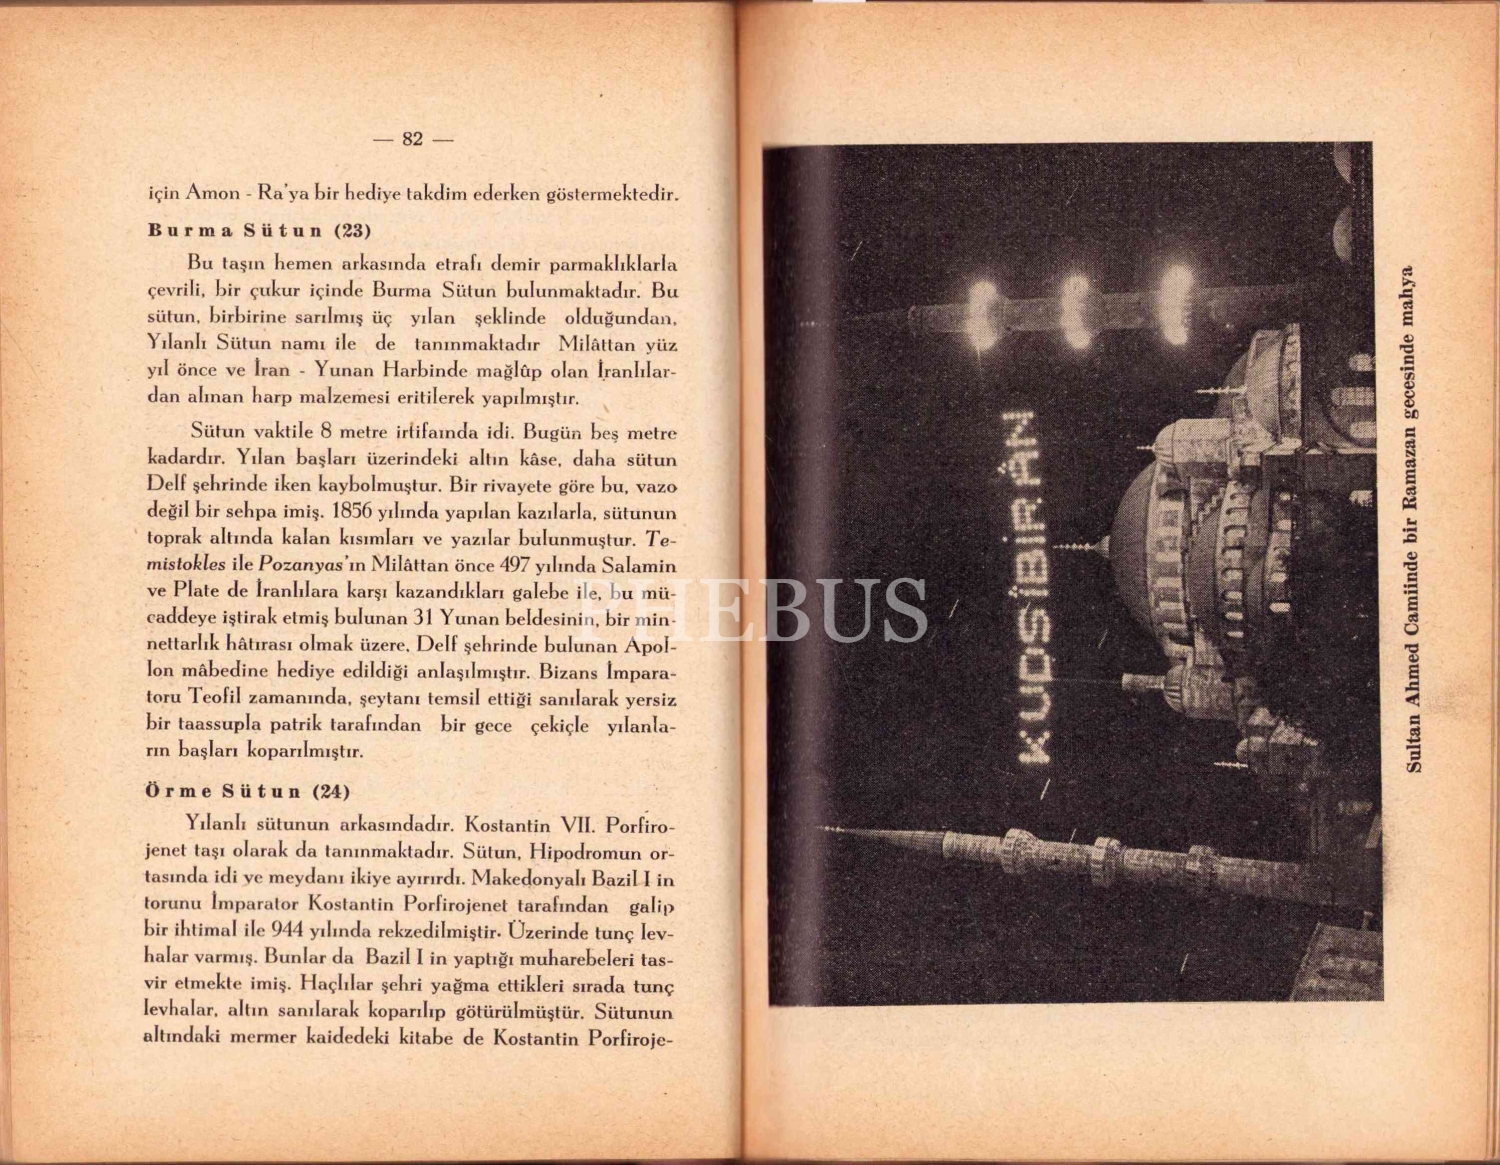 — 82 —
için Amon - Ra'ya bir hediye takdim ederken göstermektedir.
Burma Sütun (23)
Bu taşın hemen arkasında etrafı demir parmaklıklarla
çevrili, bir çukur içinde Burma Sütun bulunmaktadır. Bu
sütun, birbirine sarılmış üç yılan şeklinde olduğundan,
Yılanlı Sütun namı ile de tanınmaktadır Milâttan yüz
yıl önce ve İran - Yunan Harbinde mağlûp olan İranlılar-
dan alınan harp malzemesi eritilerek yapılmıştır.
Sütun vaktile 8 metre irtifaında idi. Bugün beş metre
kadardır. Yılan başları üzerindeki altın kâse, daha sütun
Delf şehrinde iken kaybolmuştur. Bir rivayete göre bu, vazo
değil bir sehpa imiş. 1856 yılında yapılan kazılarla, sütunun
toprak altında kalan kısımları ve yazılar bulunmuştur. Te-
mistokles ile Pozanyas'ın Milâttan önce 497 yılında Salamin
ve Plate de İranlılara karşı kazandıkları galebe ile, bu mü-
caddeye iştirak etmiş bulunan 31 Yunan beldesinin, bir min-
nettarlık hâtırası olmak üzere, Delf şehrinde bulunan Apol-
lon mâbedine hediye edildiği anlaşılmıştır. Bizans İmpara-
toru Teofil zamanında, şeytanı temsil ettiği sanılarak yersiz
bir taassupla patrik tarafından bir gece çekiçle yılanla-
rın başları koparılmıştır.
Örme Sütun (24)
Yılanlı sütunun arkasındadır. Kostantin VII. Porfiro-
jenet taşı olarak da tanınmaktadır. Sütun, Hipodromun or-
tasında idi ve meydanı ikiye ayırırdı. Makedonyalı Bazil I in
torunu İmparator Kostantin Porfirojenet tarafından galip
bir ihtimal ile 944 yılında rekzedilmiştir. Üzerinde tunç lev-
halar varmış. Bunlar da Bazil I in yaptığı muharebeleri tas-
vir etmekte imiş. Haçlılar şehri yağma ettikleri sırada tunç
levhalar, altın sanılarak koparılıp götürülmüştür. Sütunun
altındaki mermer kaidedeki kitabe de Kostantin Porfiroje-
KUDSİBİRÂN
Sultan Ahmed Camiinde bir Ramazan gecesinde mahya
PHEBUS